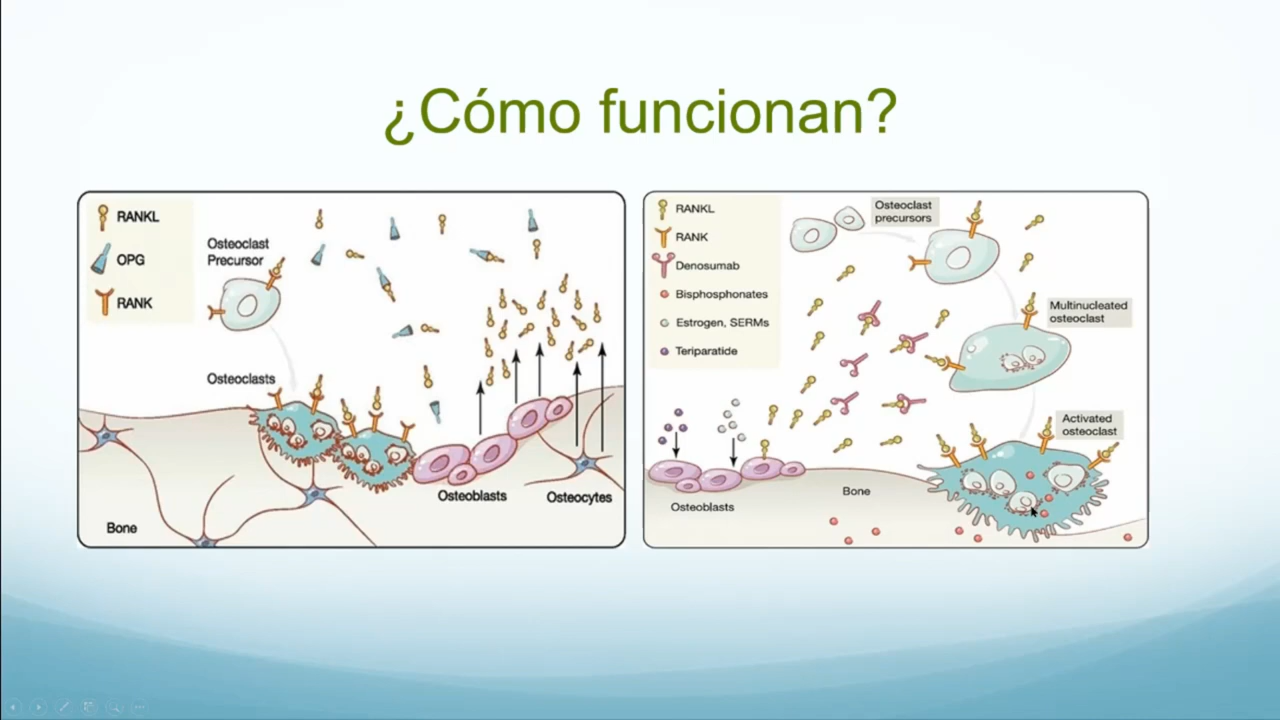 ¿Cómo funcionan?
RANKL
OPG
RANK
Osteoclast
Precursor
Osteoclasts
Osteoblasts
Osteocytes
Bone
RANKL
RANK
Denosumab
Bisphosphonates
Estrogen, SERMs
Teriparatide
Osteoclast
precursors
Multinucleated
osteoclast
Activated
osteoclast
Bone
Osteoblasts